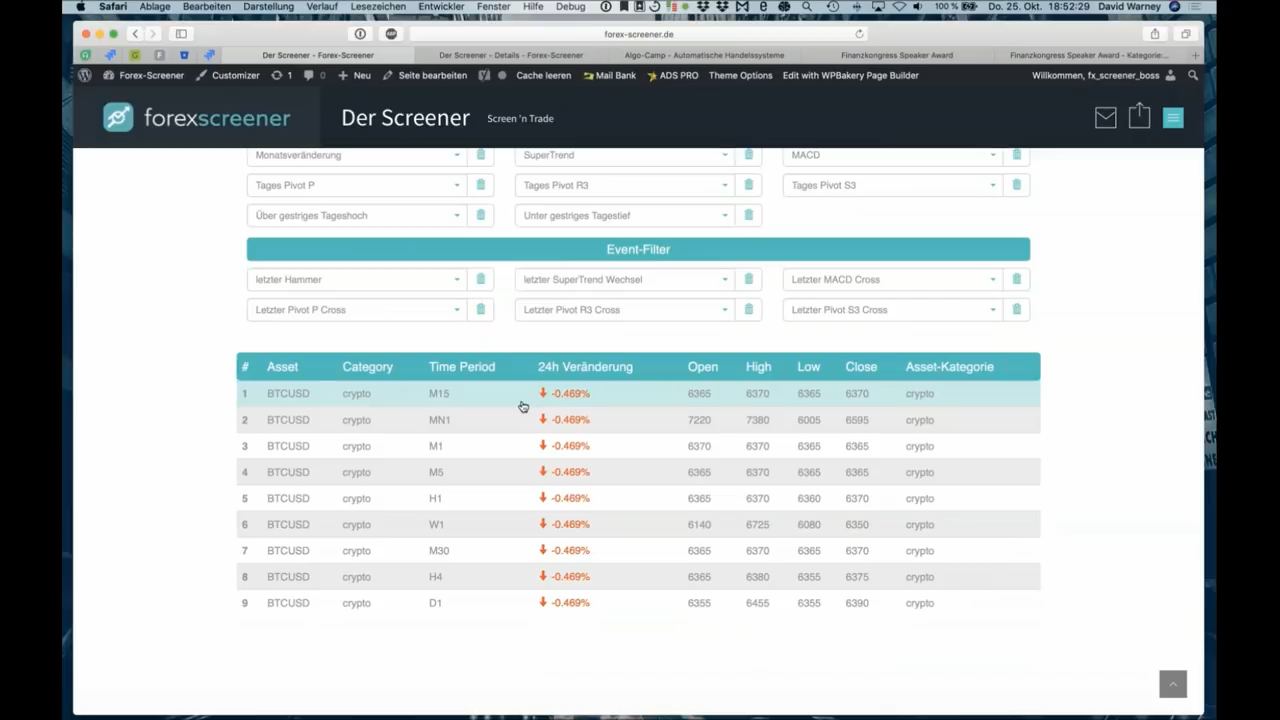 Safari Ablage Bearbeiten Darstellung Verlauf Lesezeichen Entwickler Fenster Hilfe Debug 100 % Do. 25. Okt. 18:52:29 David Warney
forex-screener.de
Der Screener - Forex-Screener Der Screener - Details - Forex-Screener Algo-Camp - Automatische Handelssysteme Finanzkongress Speaker Award Finanzkongress Speaker Award - Kategorie:...
Forex-Screener Customizer 1 0 Neu Seite bearbeiten Cache leeren Mail Bank ADS PRO Theme Options Edit with WPBakery Page Builder Willkommen, fx_screener_boss
forexscreener Der Screener Screen 'n Trade
Monatsveränderung SuperTrend MACD
Tages Pivot P Tages Pivot R3 Tages Pivot S3
Über gestriges Tageshoch Unter gestriges Tagestief
Event-Filter
letzter Hammer letzter SuperTrend Wechsel Letzter MACD Cross
Letzter Pivot P Cross Letzter Pivot R3 Cross Letzter Pivot S3 Cross
# Asset Category Time Period 24h Veränderung Open High Low Close Asset-Kategorie
1 BTCUSD crypto M15 -0.469% 6365 6370 6365 6370 crypto
2 BTCUSD crypto MN1 -0.469% 7220 7380 6005 6595 crypto
3 BTCUSD crypto M1 -0.469% 6370 6370 6365 6370 crypto
4 BTCUSD crypto M5 -0.469% 6365 6370 6365 6365 crypto
5 BTCUSD crypto H1 -0.469% 6365 6370 6360 6370 crypto
6 BTCUSD crypto W1 -0.469% 6140 6725 6080 6350 crypto
7 BTCUSD crypto M30 -0.469% 6365 6370 6365 6370 crypto
8 BTCUSD crypto H4 -0.469% 6365 6380 6355 6375 crypto
9 BTCUSD crypto D1 -0.469% 6355 6455 6355 6390 crypto